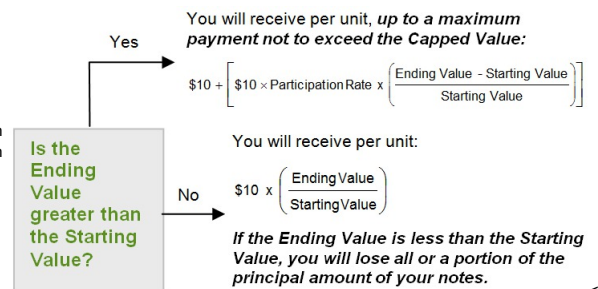 You will receive per unit, up to a maximum
payment not to exceed the Capped Value:
Yes
$10 + [ $10 × Participation Rate x ( Ending Value - Starting Value / Starting Value ) ]
Is the
Ending
Value
greater than
the Starting
Value?
No
You will receive per unit:
$10 x ( Ending Value / Starting Value )
If the Ending Value is less than the Starting
Value, you will lose all or a portion of the
principal amount of your notes.